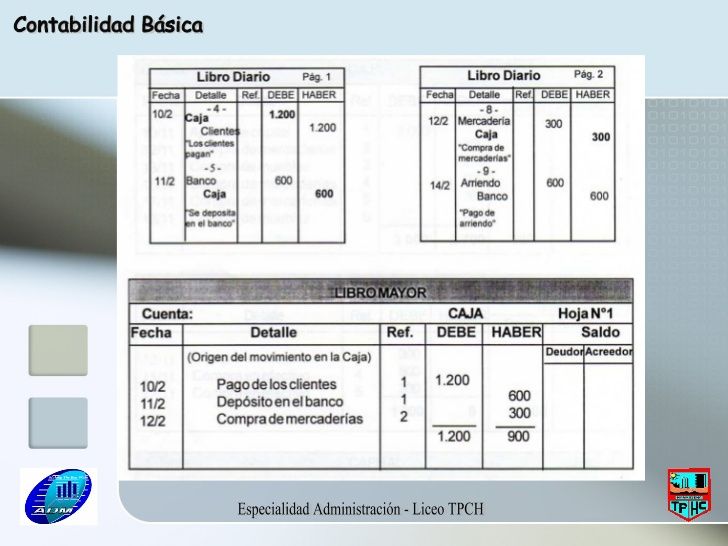 Contabilidad Básica
Libro Diario Pág. 1
Fecha Detalle Ref. DEBE HABER
10/2 - 4 -
Caja 1.200
Clientes 1.200
"Los clientes
pagan"
- 5 -
11/2 Banco 600
Caja 600
"Se deposita
en el banco"
Libro Diario Pág. 2
Fecha Detalle Ref. DEBE HABER
- 8 -
12/2 Mercadería 300
Caja 300
"Compra de
mercaderías"
- 9 -
14/2 Arriendo 600
Banco 600
"Pago de
arriendo"
LIBRO MAYOR
Cuenta: CAJA Hoja N°1
Fecha Detalle Ref. DEBE HABER Saldo
Deudor Acreedor
(Origen del movimiento en la Caja)
10/2 Pago de los clientes 1 1.200
11/2 Depósito en el banco 1 600
12/2 Compra de mercaderías 2 300
1.200 900
ADM
TPHC
Especialidad Administración - Liceo TPCH